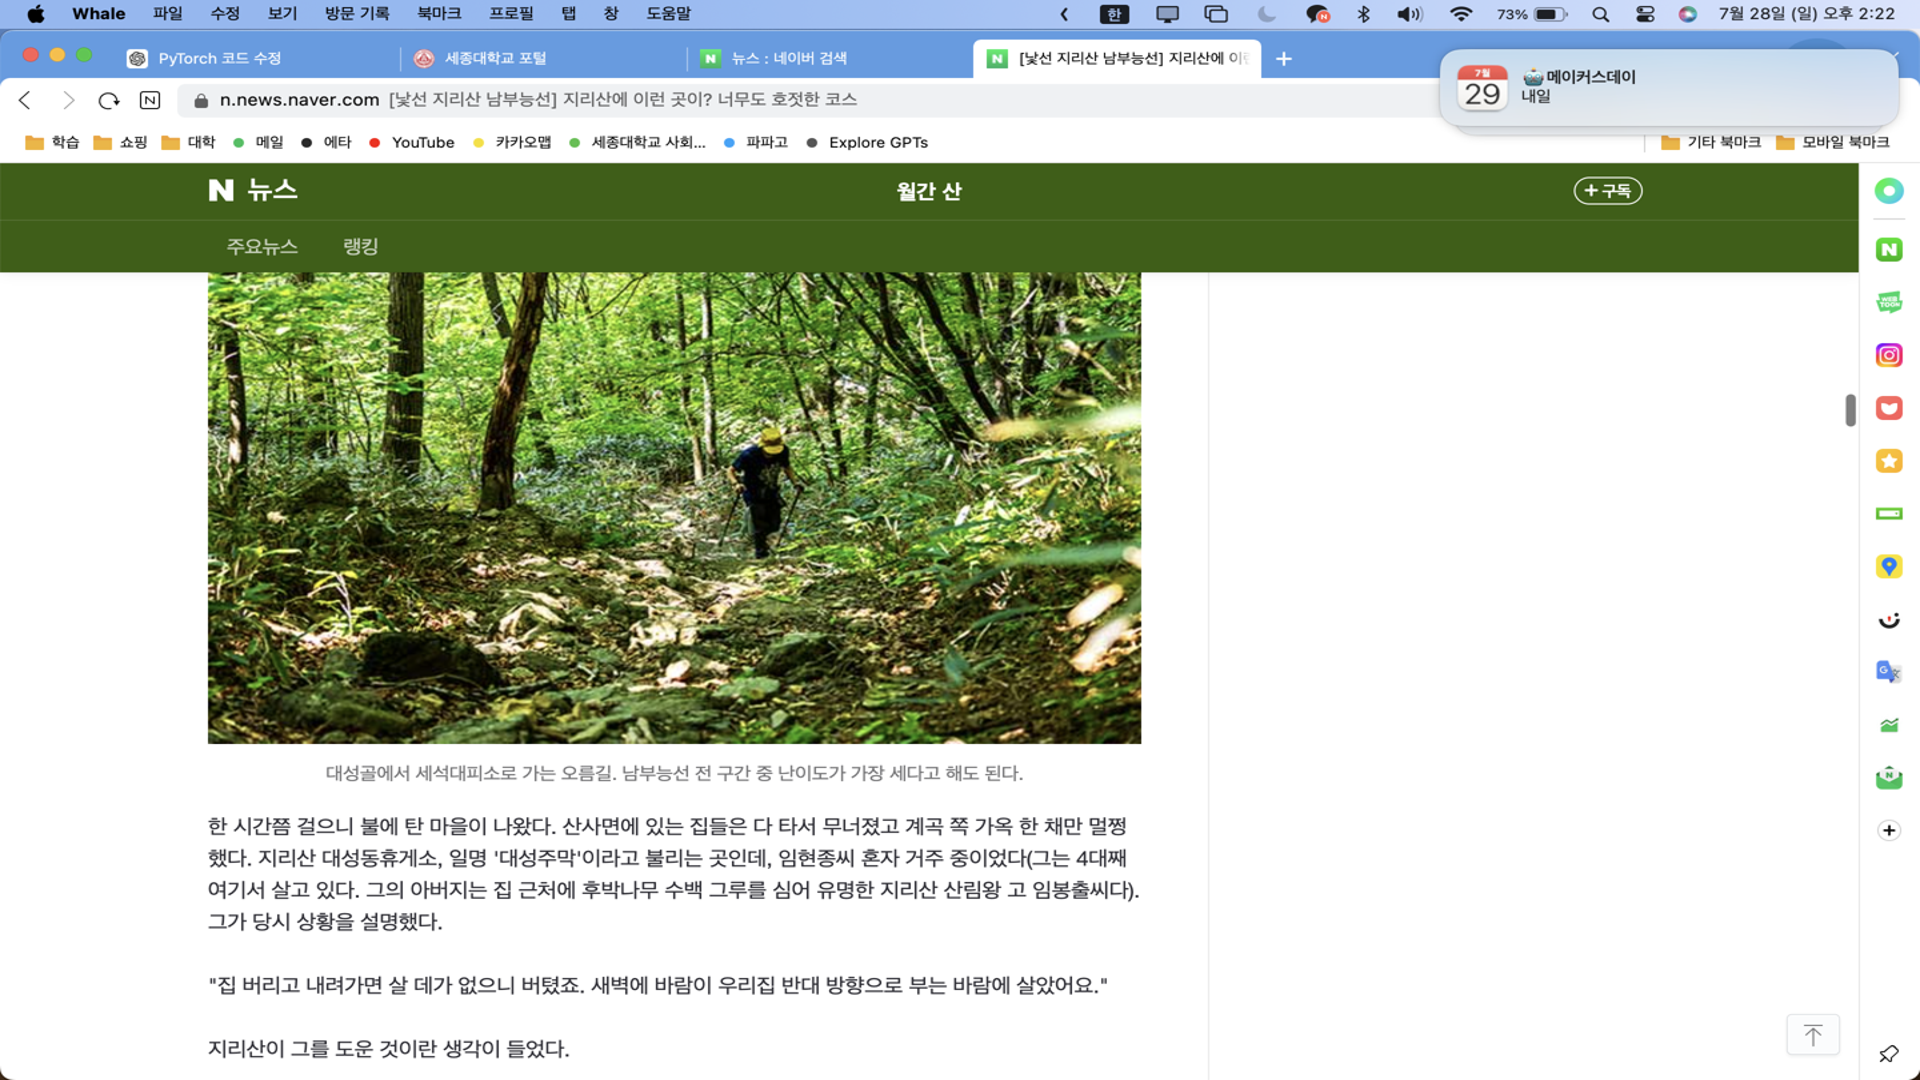 Whale 파일 수정 보기 방문 기록 북마크 프로필 탭 창 도움말 한 73% 7월 28일 (일) 오후 2:22
PyTorch 코드 수정 세종대학교 포털 N 뉴스 : 네이버 검색 N [낯선 지리산 남부능선] 지리산에 이런
7월 29 메이커스데이
내일
N n.news.naver.com [낯선 지리산 남부능선] 지리산에 이런 곳이? 너무도 호젓한 코스
학습 쇼핑 대학 메일 에타 YouTube 카카오맵 세종대학교 사회... 파파고 Explore GPTs 기타 북마크 모바일 북마크
N 뉴스 월간 산 + 구독
주요뉴스 랭킹
대성골에서 세석대피소로 가는 오름길. 남부능선 전 구간 중 난이도가 가장 세다고 해도 된다.
한 시간쯤 걸으니 불에 탄 마을이 나왔다. 산사면에 있는 집들은 다 타서 무너졌고 계곡 쪽 가옥 한 채만 멀쩡
했다. 지리산 대성동휴게소, 일명 '대성주막'이라고 불리는 곳인데, 임현종씨 혼자 거주 중이었다(그는 4대째
여기서 살고 있다. 그의 아버지는 집 근처에 후박나무 수백 그루를 심어 유명한 지리산 산림왕 고 임봉출씨다).
그가 당시 상황을 설명했다.
"집 버리고 내려가면 살 데가 없으니 버텼죠. 새벽에 바람이 우리집 반대 방향으로 부는 바람에 살았어요."
지리산이 그를 도운 것이란 생각이 들었다.
N
WEB TOON
G
N